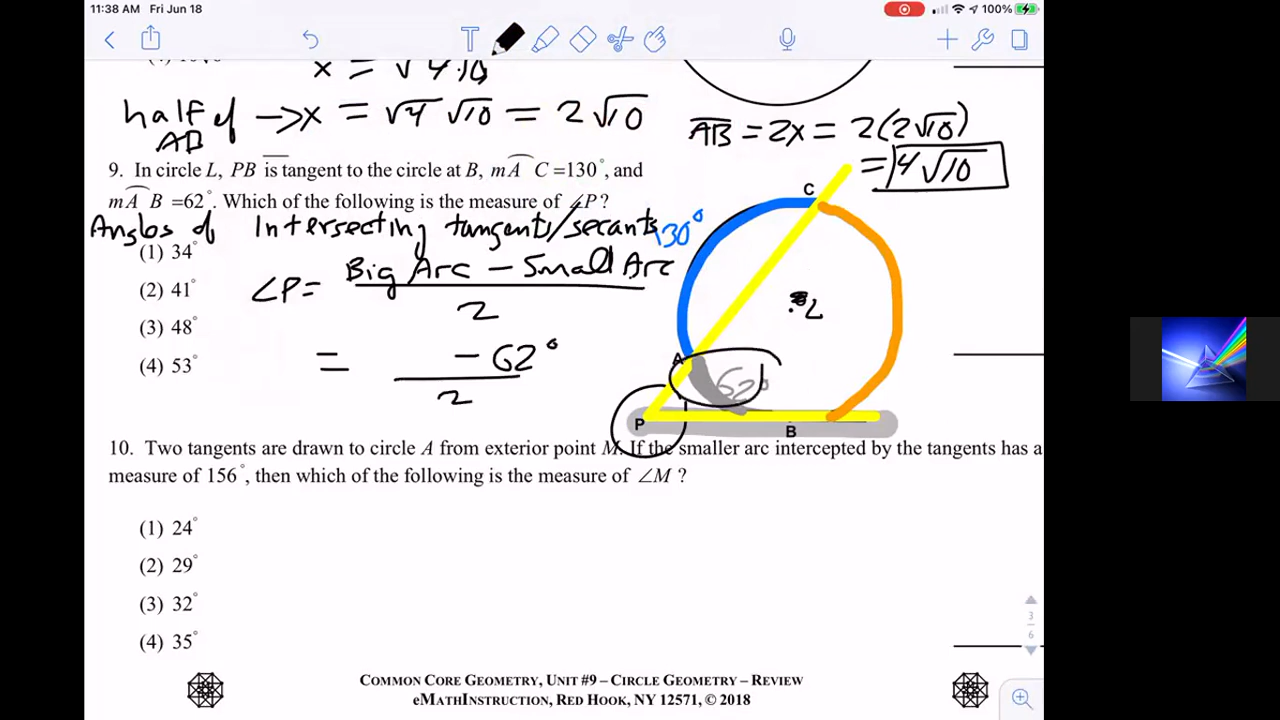 11:38 AM Fri Jun 18
100%
x = √4·10
half of AB → x = √4 √10 = 2√10
AB = 2x = 2(2√10)
= 4√10
9. In circle L, PB is tangent to the circle at B, mA C =130°, and
mA B =62°. Which of the following is the measure of ∠P?
Angles of Intersecting tangents/secants
130°
(1) 34°
(2) 41°
(3) 48°
(4) 53°
∠P = Big Arc – Small Arc
2
= – 62°
2
C
L
A
62°
P
B
10. Two tangents are drawn to circle A from exterior point M. If the smaller arc intercepted by the tangents has a
measure of 156°, then which of the following is the measure of ∠M ?
(1) 24°
(2) 29°
(3) 32°
(4) 35°
3
6
COMMON CORE GEOMETRY, UNIT #9 – CIRCLE GEOMETRY – REVIEW
eMATHINSTRUCTION, RED HOOK, NY 12571, © 2018